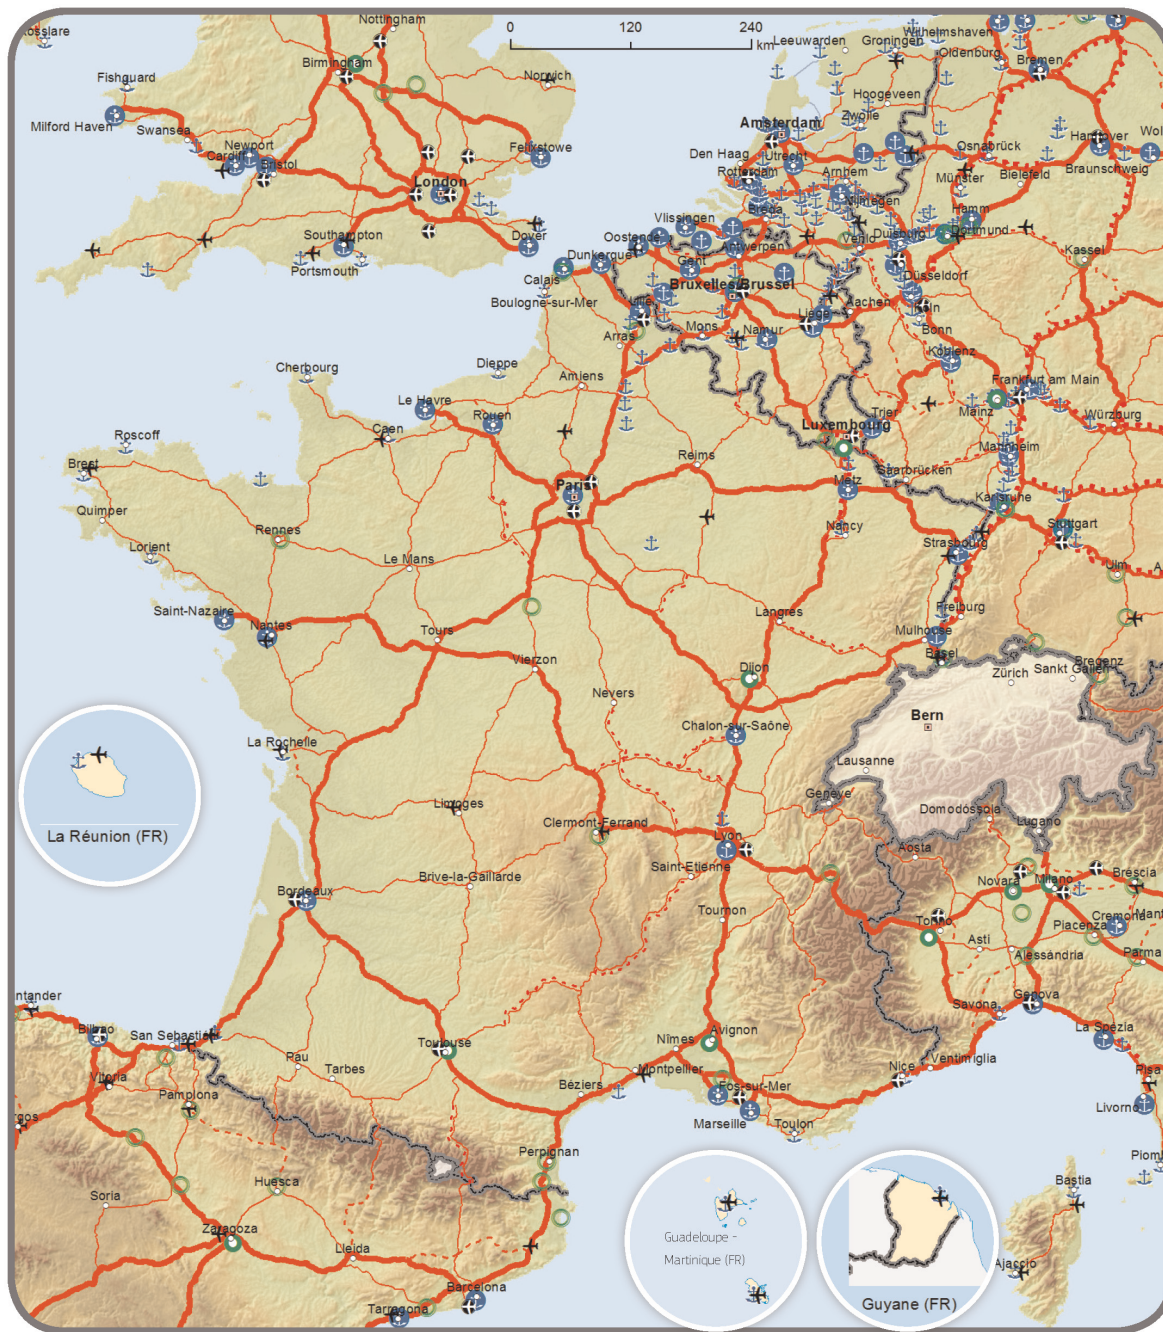 Nottingham
0 120 240
km
Leeuwarden
Groningen
Wilhelmshaven
Oldenburg
Bremen
Birmingham
Norwich
Fishguard
Hoogeveen
Zwolle
Amsterdam
Milford Haven
Swansea
Newport
Cardiff
Bristol
Felixstowe
Hannover
Osnabrück
Braunschweig
Den Haag
Utrecht
Arnhem
Rotterdam
Münster
Bielefeld
London
Nijmegen
Breda
Hamm
Vlissingen
Southampton
Dover
Oostende
Antwerpen
Venlo
Duisburg
Dortmund
Portsmouth
Dunkerque
Gent
Kassel
Calais
Düsseldorf
Bruxelles/Brussel
Boulogne-sur-Mer
Lille
Liège
Aachen
Köln
Mons
Namur
Bonn
Arras
Koblenz
Dieppe
Cherbourg
Amiens
Frankfurt am Main
Le Havre
Rouen
Mainz
Trier
Würzburg
Caen
Luxembourg
Roscoff
Mannheim
Brest
Reims
Saarbrücken
Paris
Metz
Karlsruhe
Quimper
Nancy
Stuttgart
Rennes
Lorient
Le Mans
Strasbourg
Ulm
Saint-Nazaire
Langres
Freiburg
Nantes
Tours
Mulhouse
Basel
Vierzon
Dijon
Zürich
Sankt Gallen
Bregenz
Nevers
Bern
Chalon-sur-Saône
La Rochelle
Lausanne
Genève
Limoges
Domodossola
Lugano
La Réunion (FR)
Clermont-Ferrand
Lyon
Aosta
Saint-Etienne
Brive-la-Gaillarde
Novara
Milano
Brescia
Bordeaux
Tournon
Torino
Cremona
Piacenza
Asti
Alessandria
Parma
Savona
Genova
Bilbao
San Sebastián
Avignon
La Spezia
Toulouse
Nîmes
Pau
Ventimiglia
Vitoria
Tarbes
Montpellier
Nice
Pisa
Pamplona
Béziers
Fos-sur-Mer
Livorno
Marseille
Toulon
Perpignan
Huesca
Bastia
Soria
Zaragoza
Guadeloupe -
Martinique (FR)
Lleida
Ajaccio
Barcelona
Guyane (FR)
Tarragona